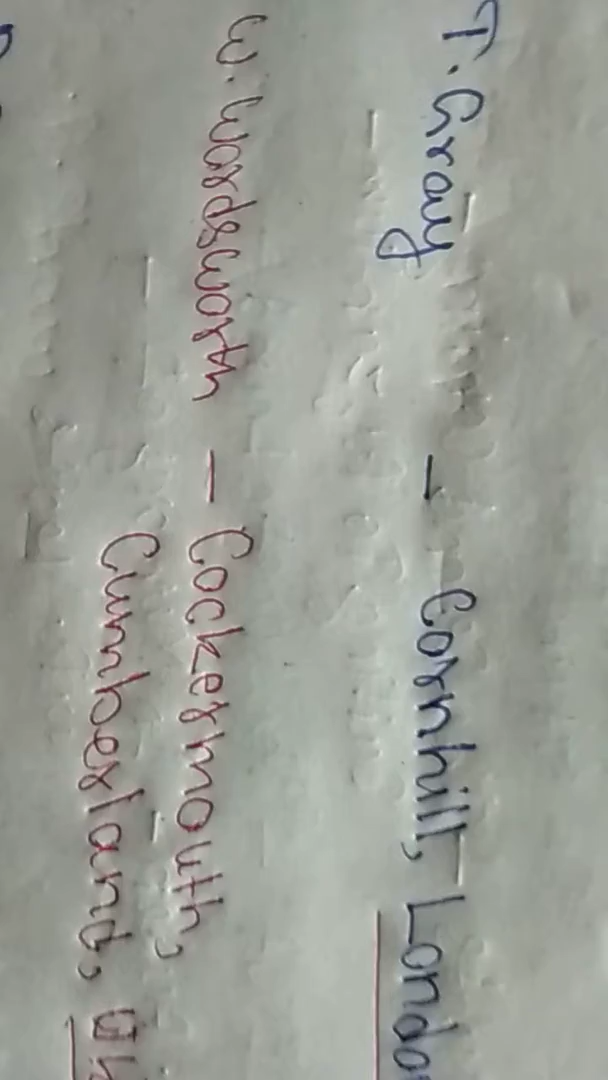 T. Gray - Cornhill, London
W. Wordsworth - Cockermouth,
Cumberland,